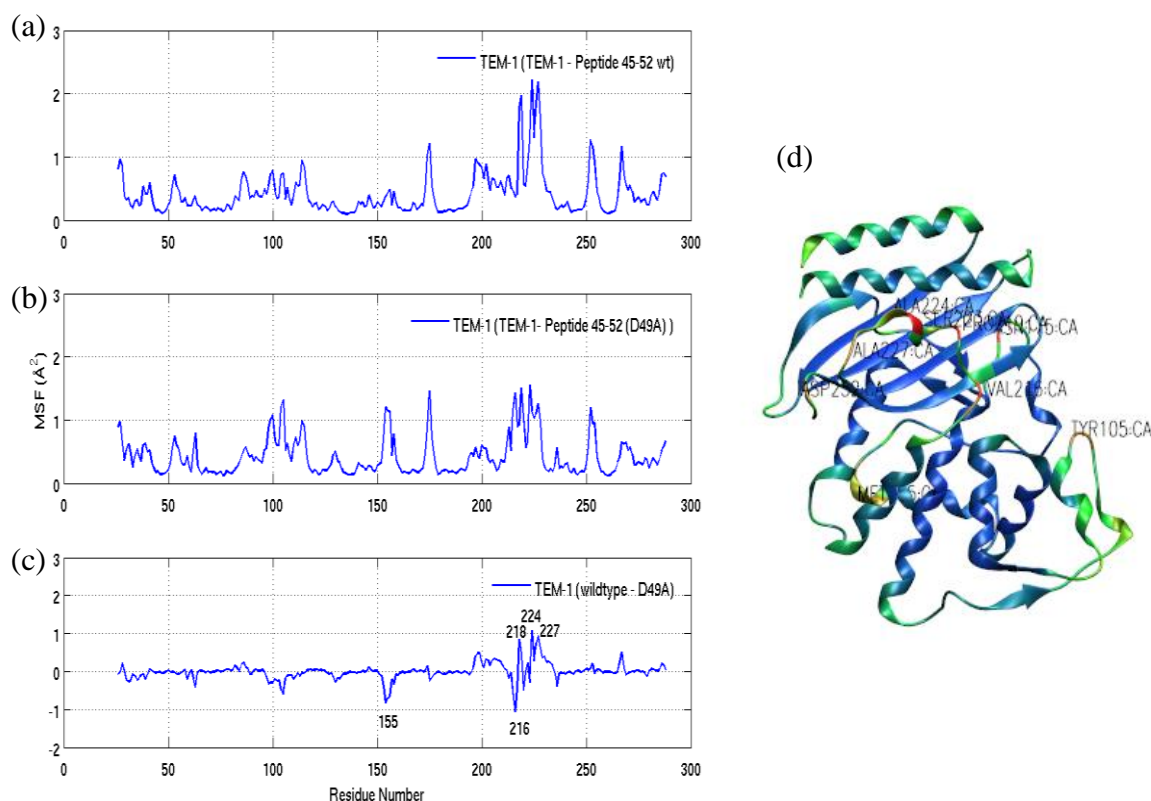 (a)
3
2
1
0
TEM-1 (TEM-1 - Peptide 45-52 wt)
0 50 100 150 200 250 300
(b)
3
2
1
0
MSF (Å²)
TEM-1 (TEM-1- Peptide 45-52 (D49A) )
0 50 100 150 200 250 300
(c)
3
2
1
0
-1
-2
TEM-1 (wildtype - D49A)
224
218 227
155
216
0 50 100 150 200 250 300
Residue Number
(d)
ALA224:CA
ALA227:CA
VAL216:CA
TYR105:CA